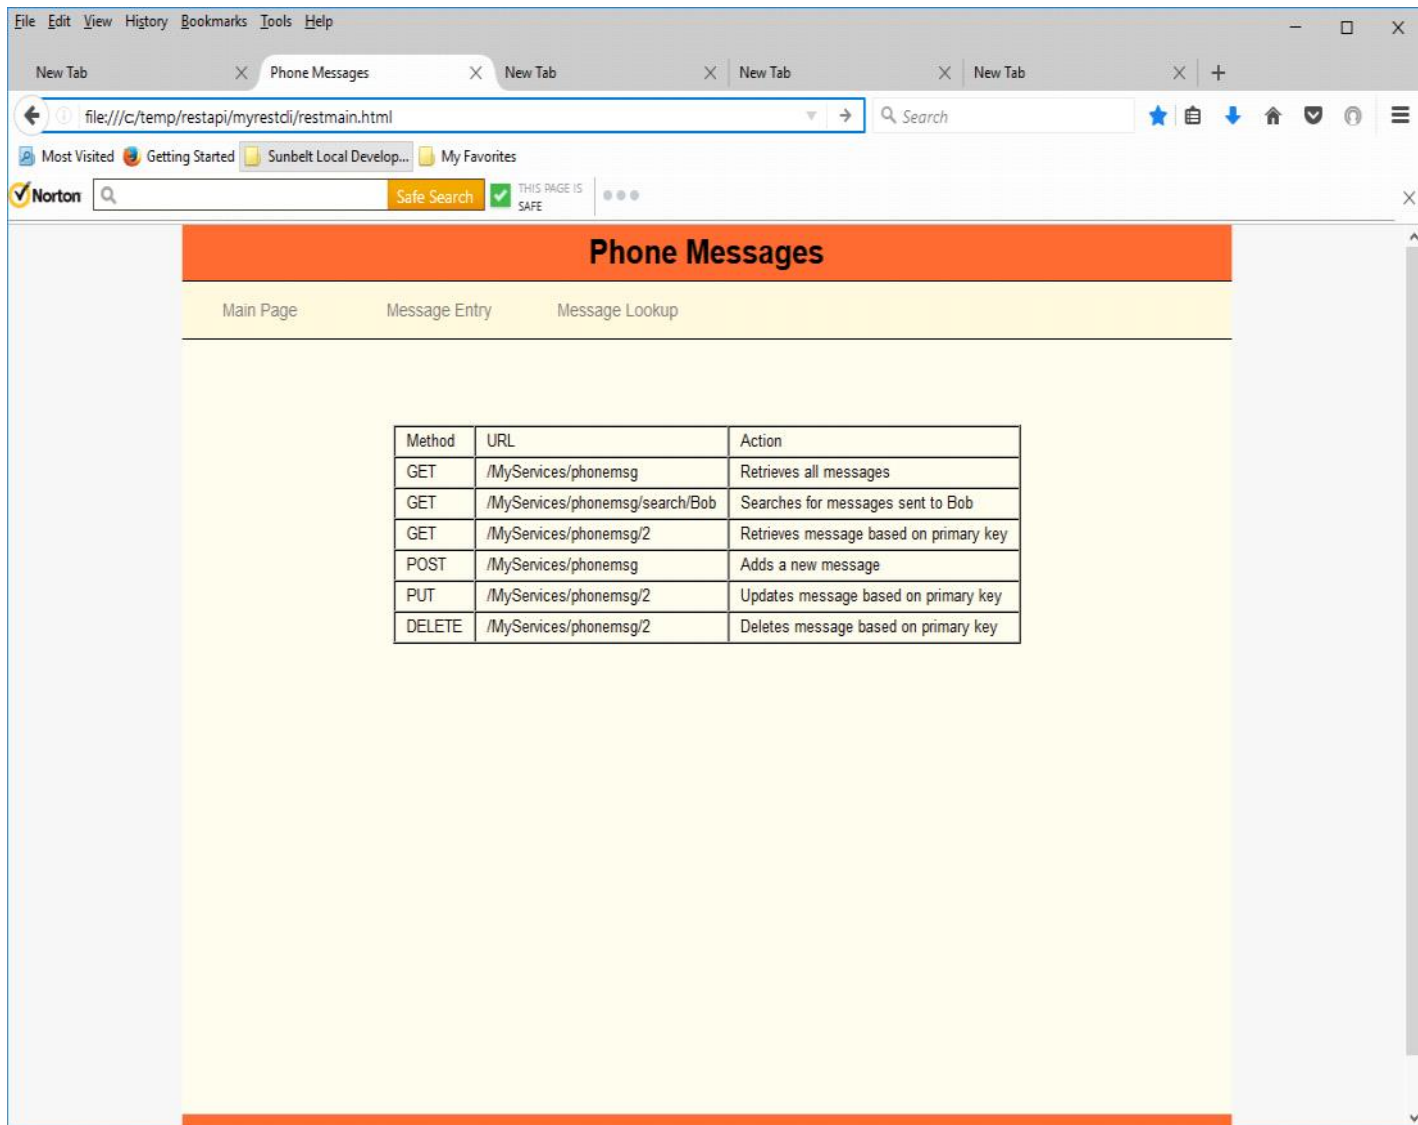 File Edit View History Bookmarks Tools Help
New Tab Phone Messages New Tab New Tab New Tab
file:///c:/temp/restapi/myrestcli/restmain.html Search
Most Visited Getting Started Sunbelt Local Develop... My Favorites
Norton Safe Search THIS PAGE IS
SAFE
Phone Messages
Main Page Message Entry Message Lookup
Method URL Action
GET /MyServices/phonemsg Retrieves all messages
GET /MyServices/phonemsg/search/Bob Searches for messages sent to Bob
GET /MyServices/phonemsg/2 Retrieves message based on primary key
POST /MyServices/phonemsg Adds a new message
PUT /MyServices/phonemsg/2 Updates message based on primary key
DELETE /MyServices/phonemsg/2 Deletes message based on primary key